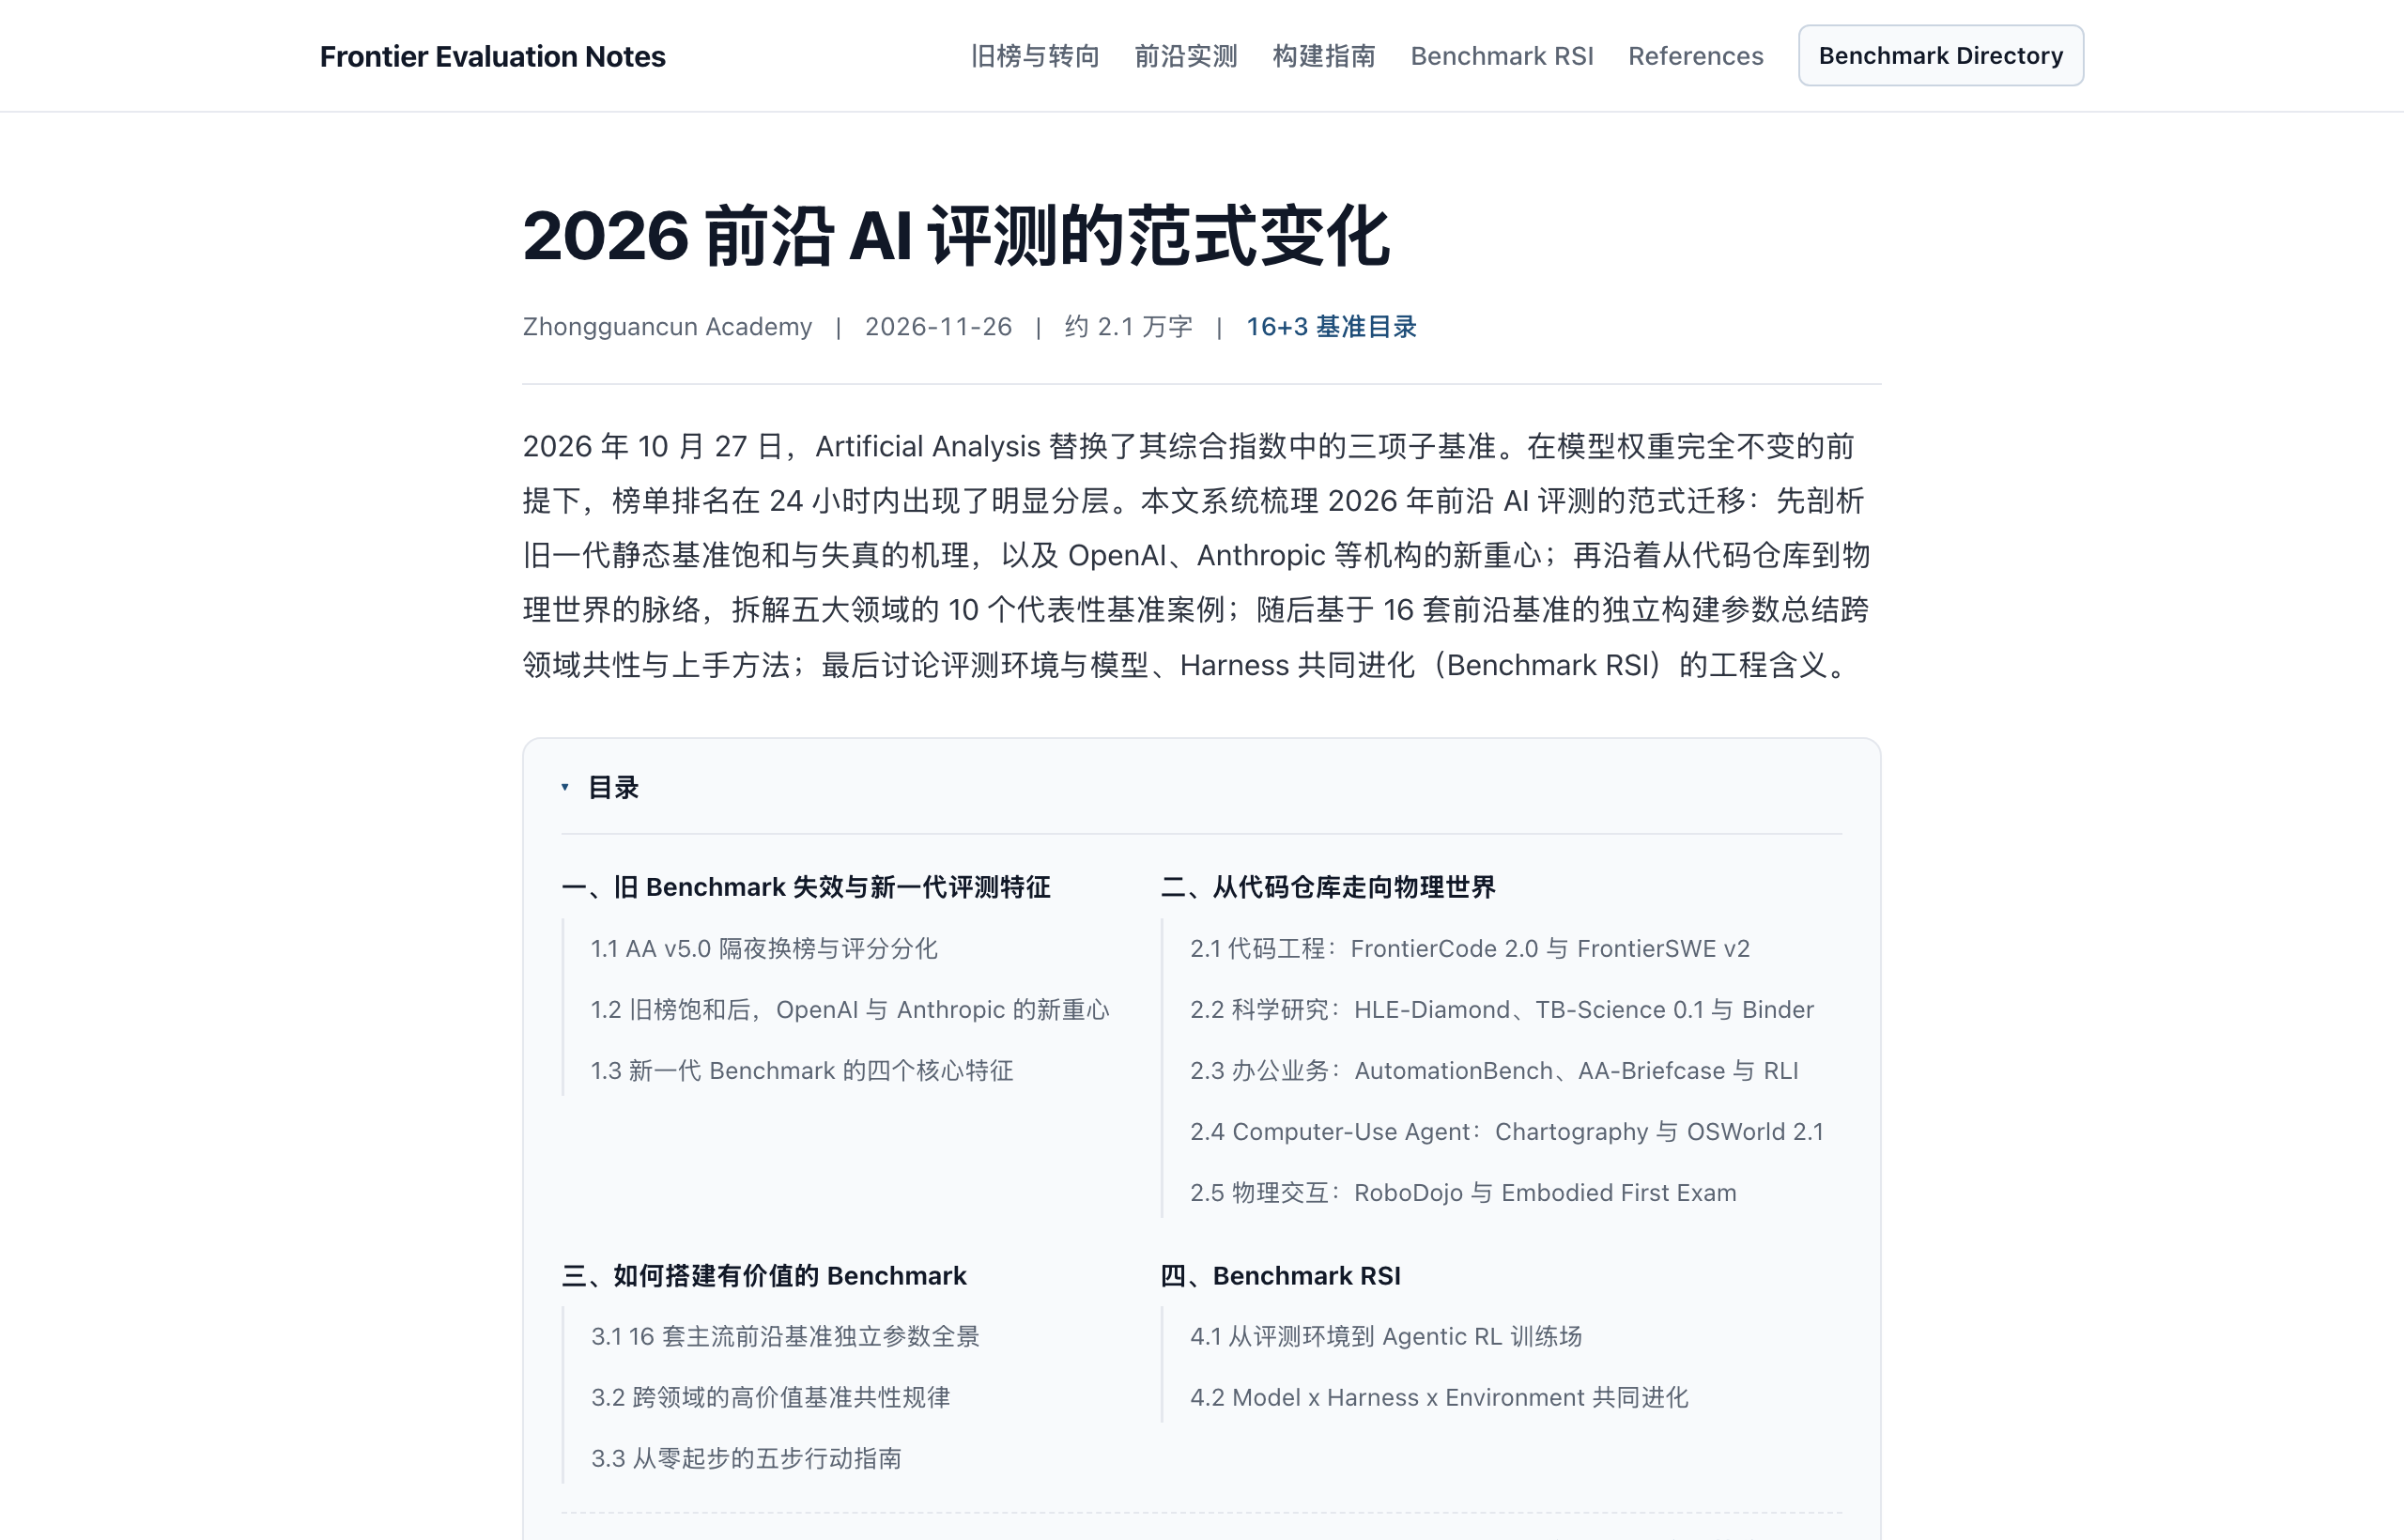 Frontier Evaluation Notes
旧榜与转向 前沿实测 构建指南 Benchmark RSI References Benchmark Directory
2026 前沿 AI 评测的范式变化
Zhongguancun Academy | 2026-11-26 | 约 2.1 万字 | 16+3 基准目录
2026 年 10 月 27 日，Artificial Analysis 替换了其综合指数中的三项子基准。在模型权重完全不变的前
提下，榜单排名在 24 小时内出现了明显分层。本文系统梳理 2026 年前沿 AI 评测的范式迁移：先剖析
旧一代静态基准饱和与失真的机理，以及 OpenAI、Anthropic 等机构的新重心；再沿着从代码仓库到物
理世界的脉络，拆解五大领域的 10 个代表性基准案例；随后基于 16 套前沿基准的独立构建参数总结跨
领域共性与上手方法；最后讨论评测环境与模型、Harness 共同进化（Benchmark RSI）的工程含义。
▾ 目录
一、旧 Benchmark 失效与新一代评测特征
1.1 AA v5.0 隔夜换榜与评分分化
1.2 旧榜饱和后，OpenAI 与 Anthropic 的新重心
1.3 新一代 Benchmark 的四个核心特征
二、从代码仓库走向物理世界
2.1 代码工程：FrontierCode 2.0 与 FrontierSWE v2
2.2 科学研究：HLE-Diamond、TB-Science 0.1 与 Binder
2.3 办公业务：AutomationBench、AA-Briefcase 与 RLI
2.4 Computer-Use Agent：Chartography 与 OSWorld 2.1
2.5 物理交互：RoboDojo 与 Embodied First Exam
三、如何搭建有价值的 Benchmark
3.1 16 套主流前沿基准独立参数全景
3.2 跨领域的高价值基准共性规律
3.3 从零起步的五步行动指南
四、Benchmark RSI
4.1 从评测环境到 Agentic RL 训练场
4.2 Model x Harness x Environment 共同进化